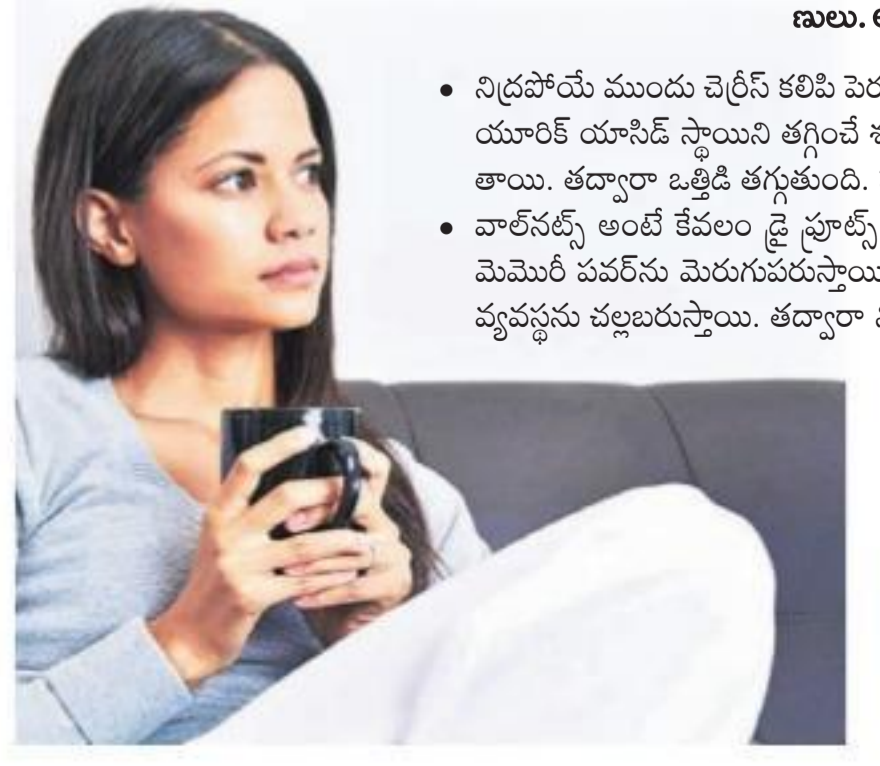 ణులు.
• నిద్రపోయే ముందు చెర్రీస్ కలిపి
యూరిక్ యాసిడ్ స్థాయిని తగ్గించే
తాయి. తద్వారా ఒత్తిడి తగ్గుతుంది.
• వాల్‌నట్స్ అంటే కేవలం డ్రై ఫ్రూట్స్
మెమొరీ పవర్‌ను మెరుగుపరుస్తాయి
వ్యవస్థను చల్లబరుస్తాయి. తద్వారా